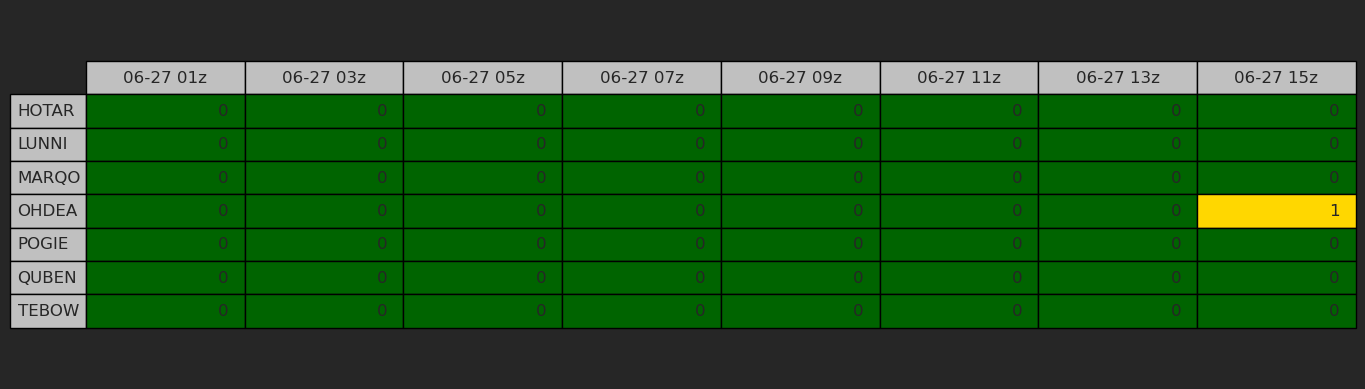 06-27 01z 06-27 03z 06-27 05z 06-27 07z 06-27 09z 06-27 11z 06-27 13z 06-27 15z
HOTAR 0 0 0 0 0 0 0 0
LUNNI 0 0 0 0 0 0 0 0
MARQO 0 0 0 0 0 0 0 0
OHDEA 0 0 0 0 0 0 0 1
POGIE 0 0 0 0 0 0 0 0
QUBEN 0 0 0 0 0 0 0 0
TEBOW 0 0 0 0 0 0 0 0